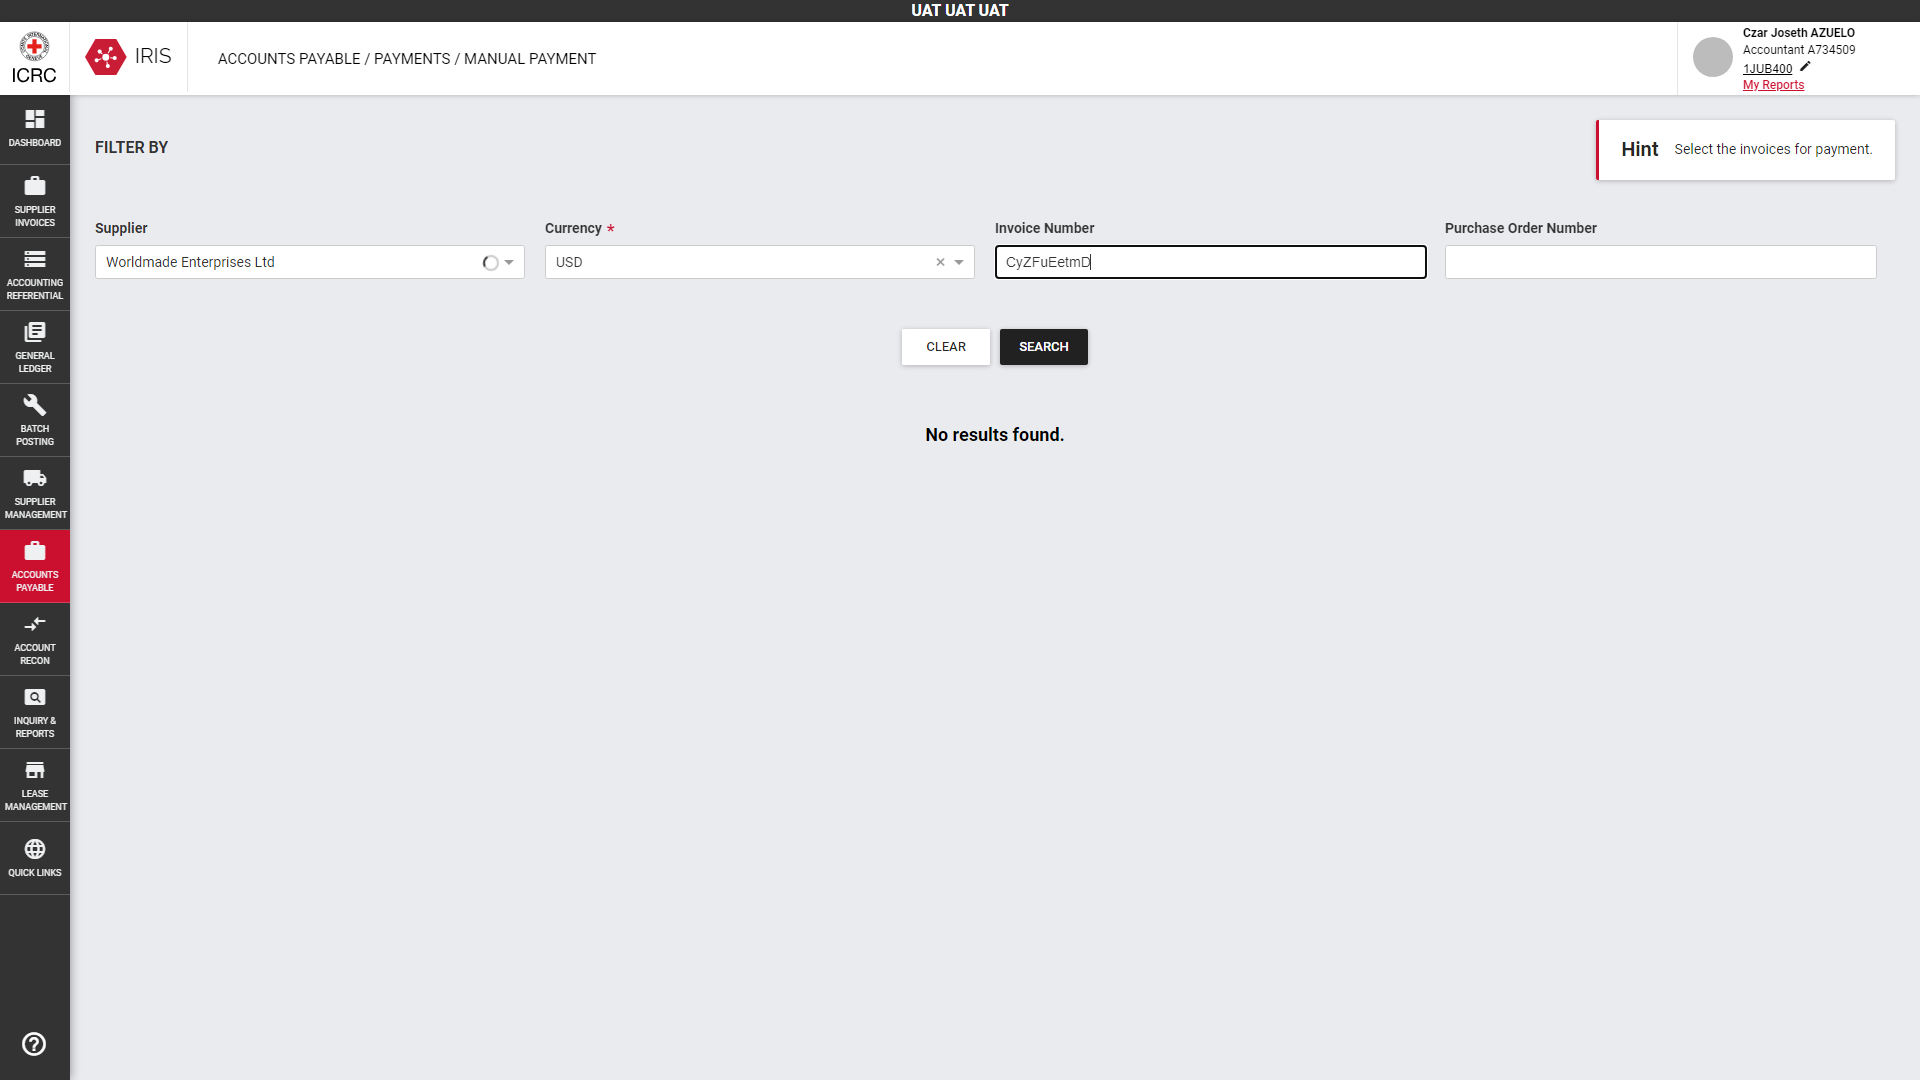 UAT UAT UAT
ICRC
IRIS
ACCOUNTS PAYABLE / PAYMENTS / MANUAL PAYMENT
Czar Joseth AZUELO
Accountant A734509
1JUB400
My Reports
DASHBOARD
SUPPLIER
INVOICES
ACCOUNTING
REFERENTIAL
GENERAL
LEDGER
BATCH
POSTING
SUPPLIER
MANAGEMENT
ACCOUNTS
PAYABLE
ACCOUNT
RECON
INQUIRY &
REPORTS
LEASE
MANAGEMENT
QUICK LINKS
FILTER BY
Hint Select the invoices for payment.
Supplier
Worldmade Enterprises Ltd
Currency *
USD
Invoice Number
CyZFuEetmD
Purchase Order Number
CLEAR
SEARCH
No results found.